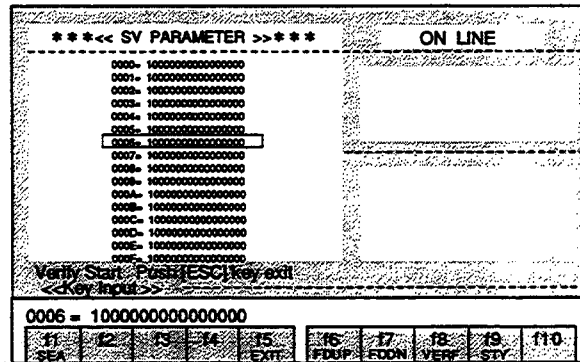 ***<< SV PARAMETER >>***
ON LINE
0000= 1000000000000000
0001= 1000000000000000
0002= 1000000000000000
0003= 1000000000000000
0004= 1000000000000000
0005= 1000000000000000
0006= 1000000000000000
0007= 1000000000000000
0008= 1000000000000000
0009= 1000000000000000
000A= 1000000000000000
000B= 1000000000000000
000C= 1000000000000000
000D= 1000000000000000
000E= 1000000000000000
000F= 1000000000000000
Verify Start Push [ESC] key exit
<<Key Input>>
0006 = 1000000000000000
f1 f2 f3 f4 f5 f6 f7 f8 f9 f10
SEA EXIT FDUP FDDN VERF STY